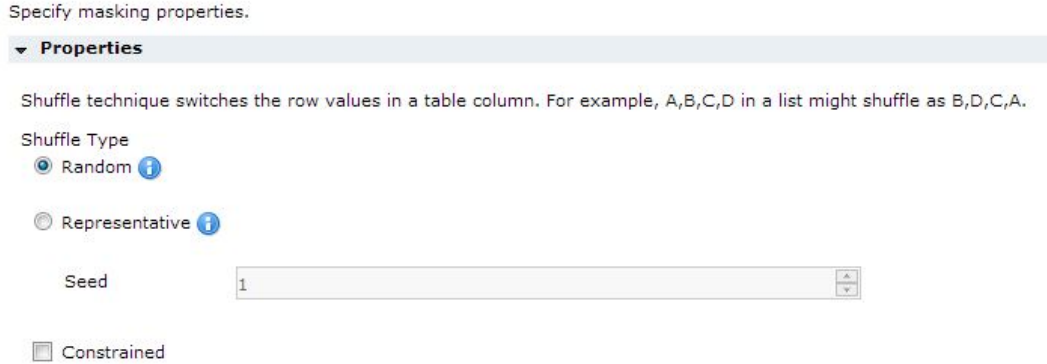 Specify masking properties.
Properties
Shuffle technique switches the row values in a table column. For example, A,B,C,D in a list might shuffle as B,D,C,A.
Shuffle Type
Random
Representative
Seed 1
Constrained